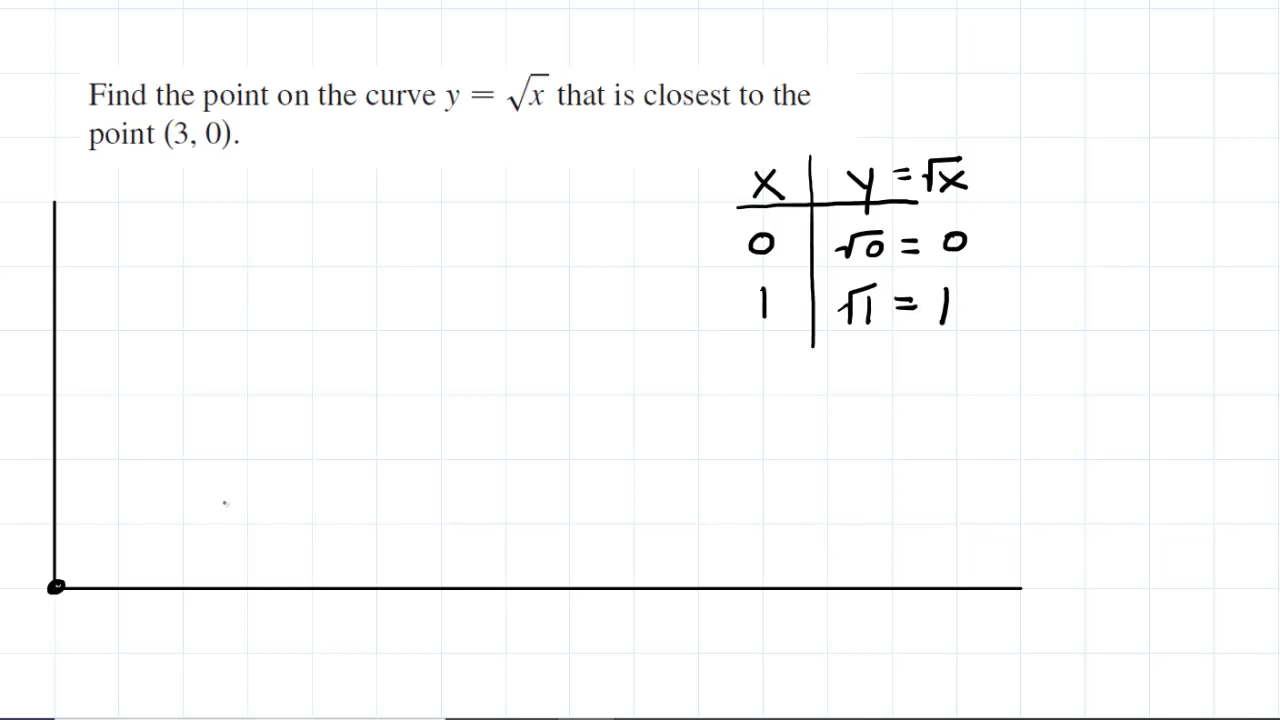 Find the point on the curve y = √x that is closest to the
point (3, 0).
x | y = √x
0 | √0 = 0
1 | √1 = 1